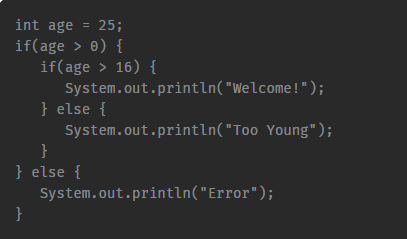 int age = 25;
if(age > 0) {
   if(age > 16) {
      System.out.println("Welcome!");
   } else {
      System.out.println("Too Young");
   }
} else {
   System.out.println("Error");
}